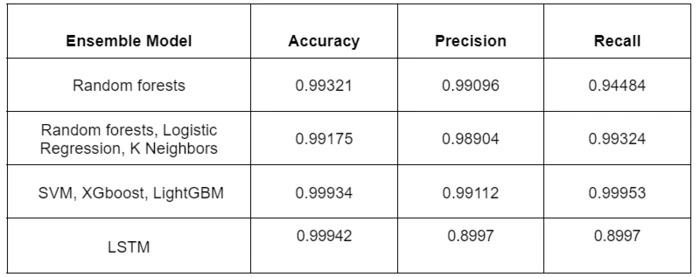 Ensemble Model Accuracy Precision Recall
Random forests 0.99321 0.99096 0.94484
Random forests, Logistic
Regression, K Neighbors 0.99175 0.98904 0.99324
SVM, XGboost, LightGBM 0.99934 0.99112 0.99953
LSTM 0.99942 0.8997 0.8997